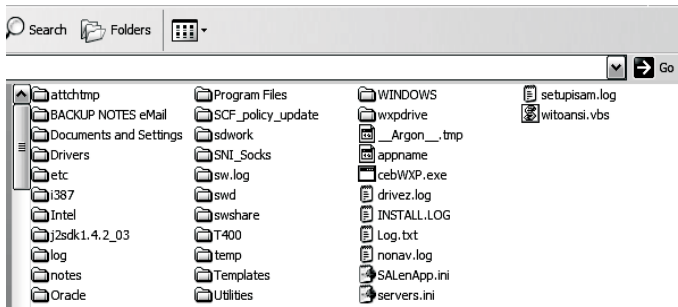 Search Folders
Go
attchtmp
BACKUP NOTES eMail
Documents and Settings
Drivers
etc
i387
Intel
j2sdk1.4.2_03
log
notes
Oracle
Program Files
SCF_policy_update
sdwork
SNI_Socks
sw.log
swd
swshare
T400
temp
Templates
Utilities
WINDOWS
wxpdrive
__Argon__.tmp
appname
cebWXP.exe
drivez.log
INSTALL.LOG
Log.txt
nonav.log
SALenApp.ini
servers.ini
setupisam.log
witoansi.vbs